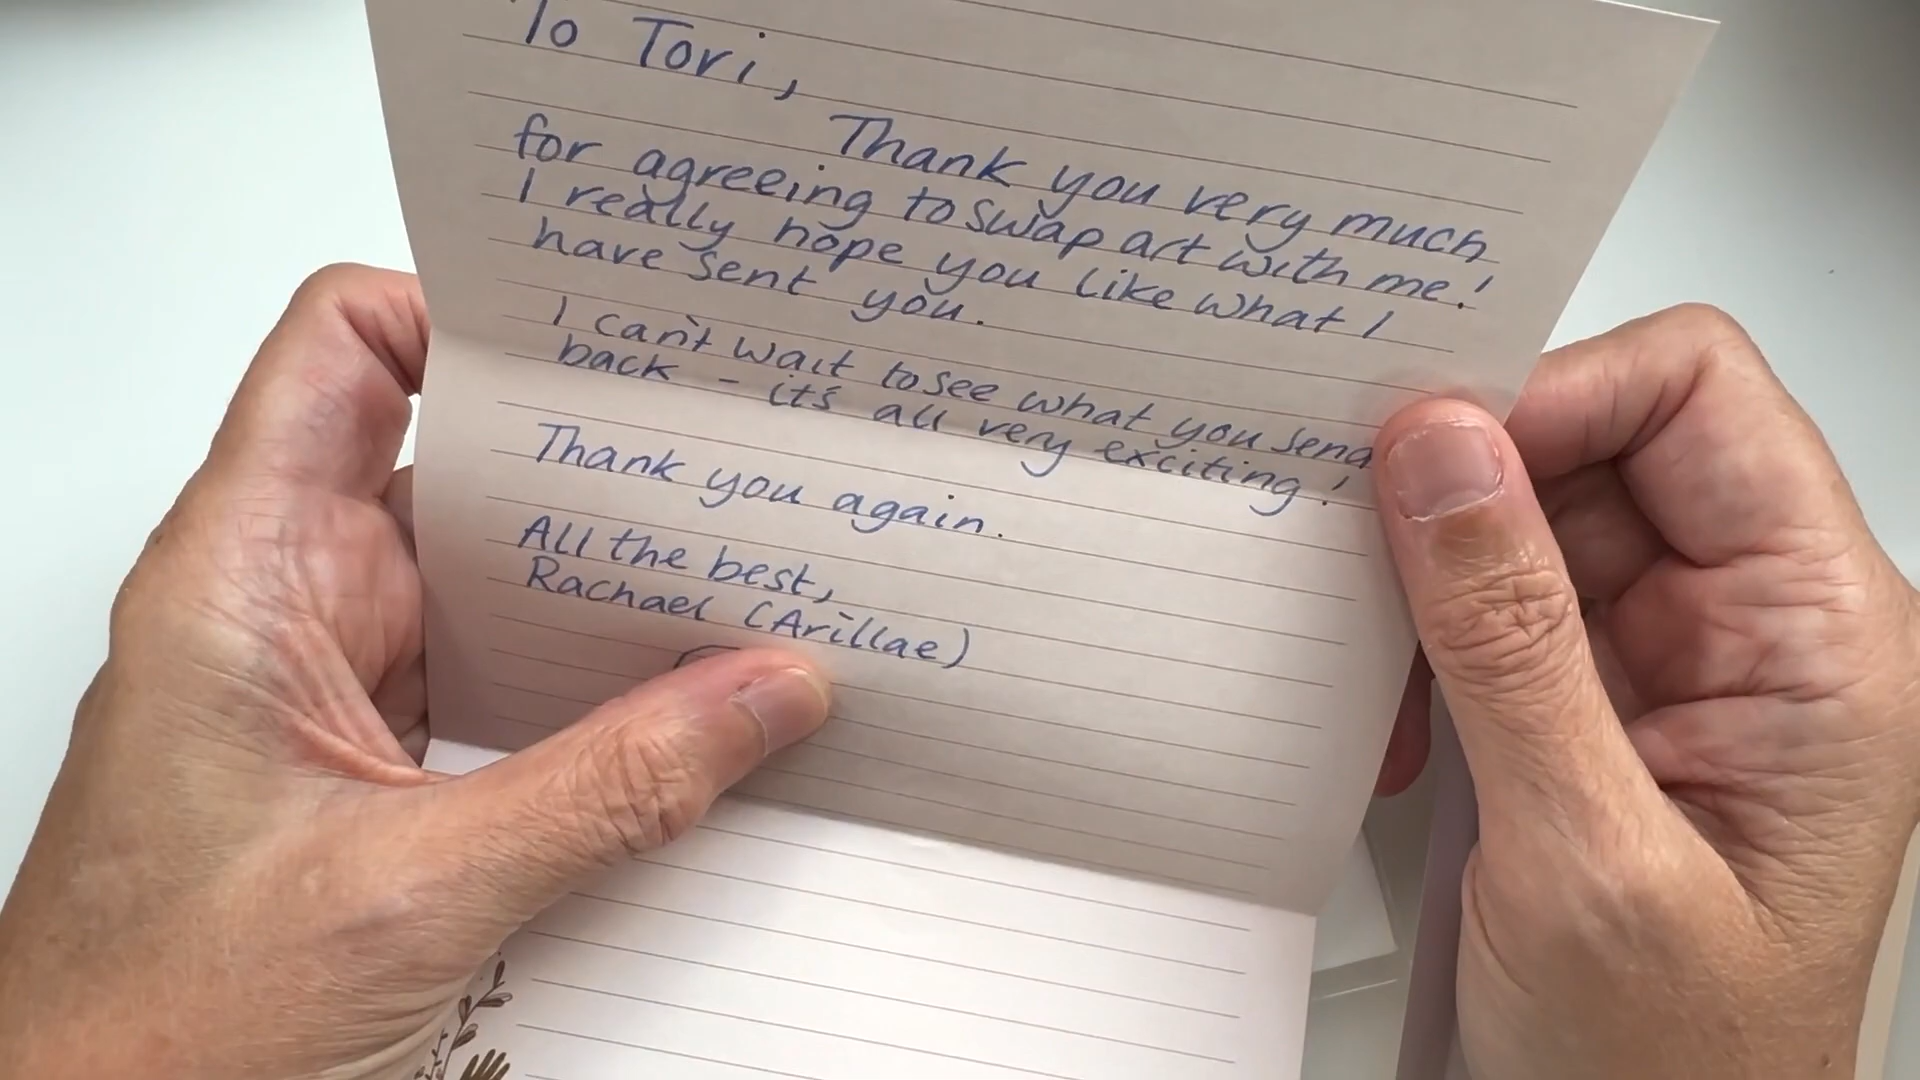 To Tori,
Thank you very much
for agreeing to swap art with me!
I really hope you like what I
have sent you.
I can't wait to see what you send
back - it's all very exciting!
Thank you again.
All the best,
Rachael (Arillae)